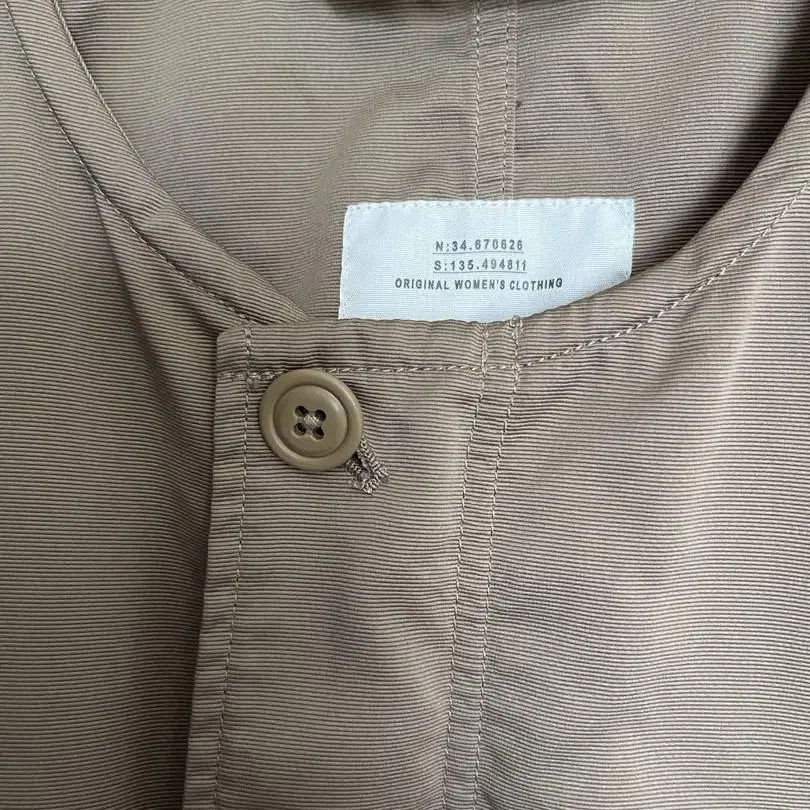 N:34.670626
S:135.494811
ORIGINAL WOMEN'S CLOTHING